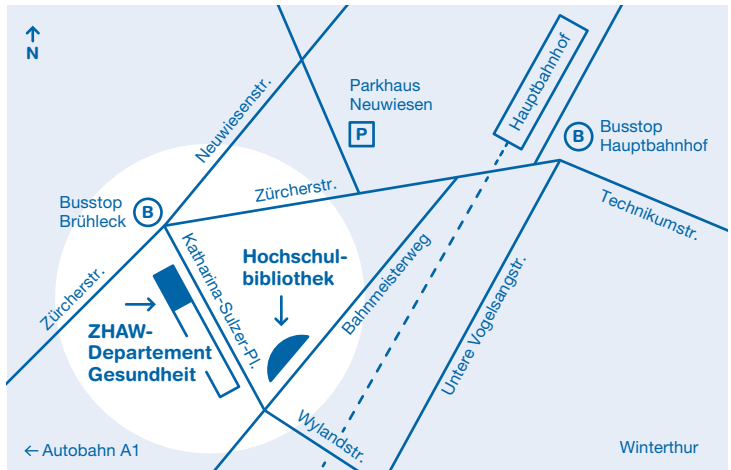 N
Neuwiesenstr.
Parkhaus
Neuwiesen
P
Hauptbahnhof
B
Busstop
Hauptbahnhof
Busstop
Brühleck
B
Zürcherstr.
Technikumstr.
Zürcherstr.
Katharina-Sulzer-Pl.
Hochschul-
bibliothek
Bahnmeisterweg
Untere Vogelsangstr.
ZHAW-
Departement
Gesundheit
Wylandstr.
← Autobahn A1
Winterthur